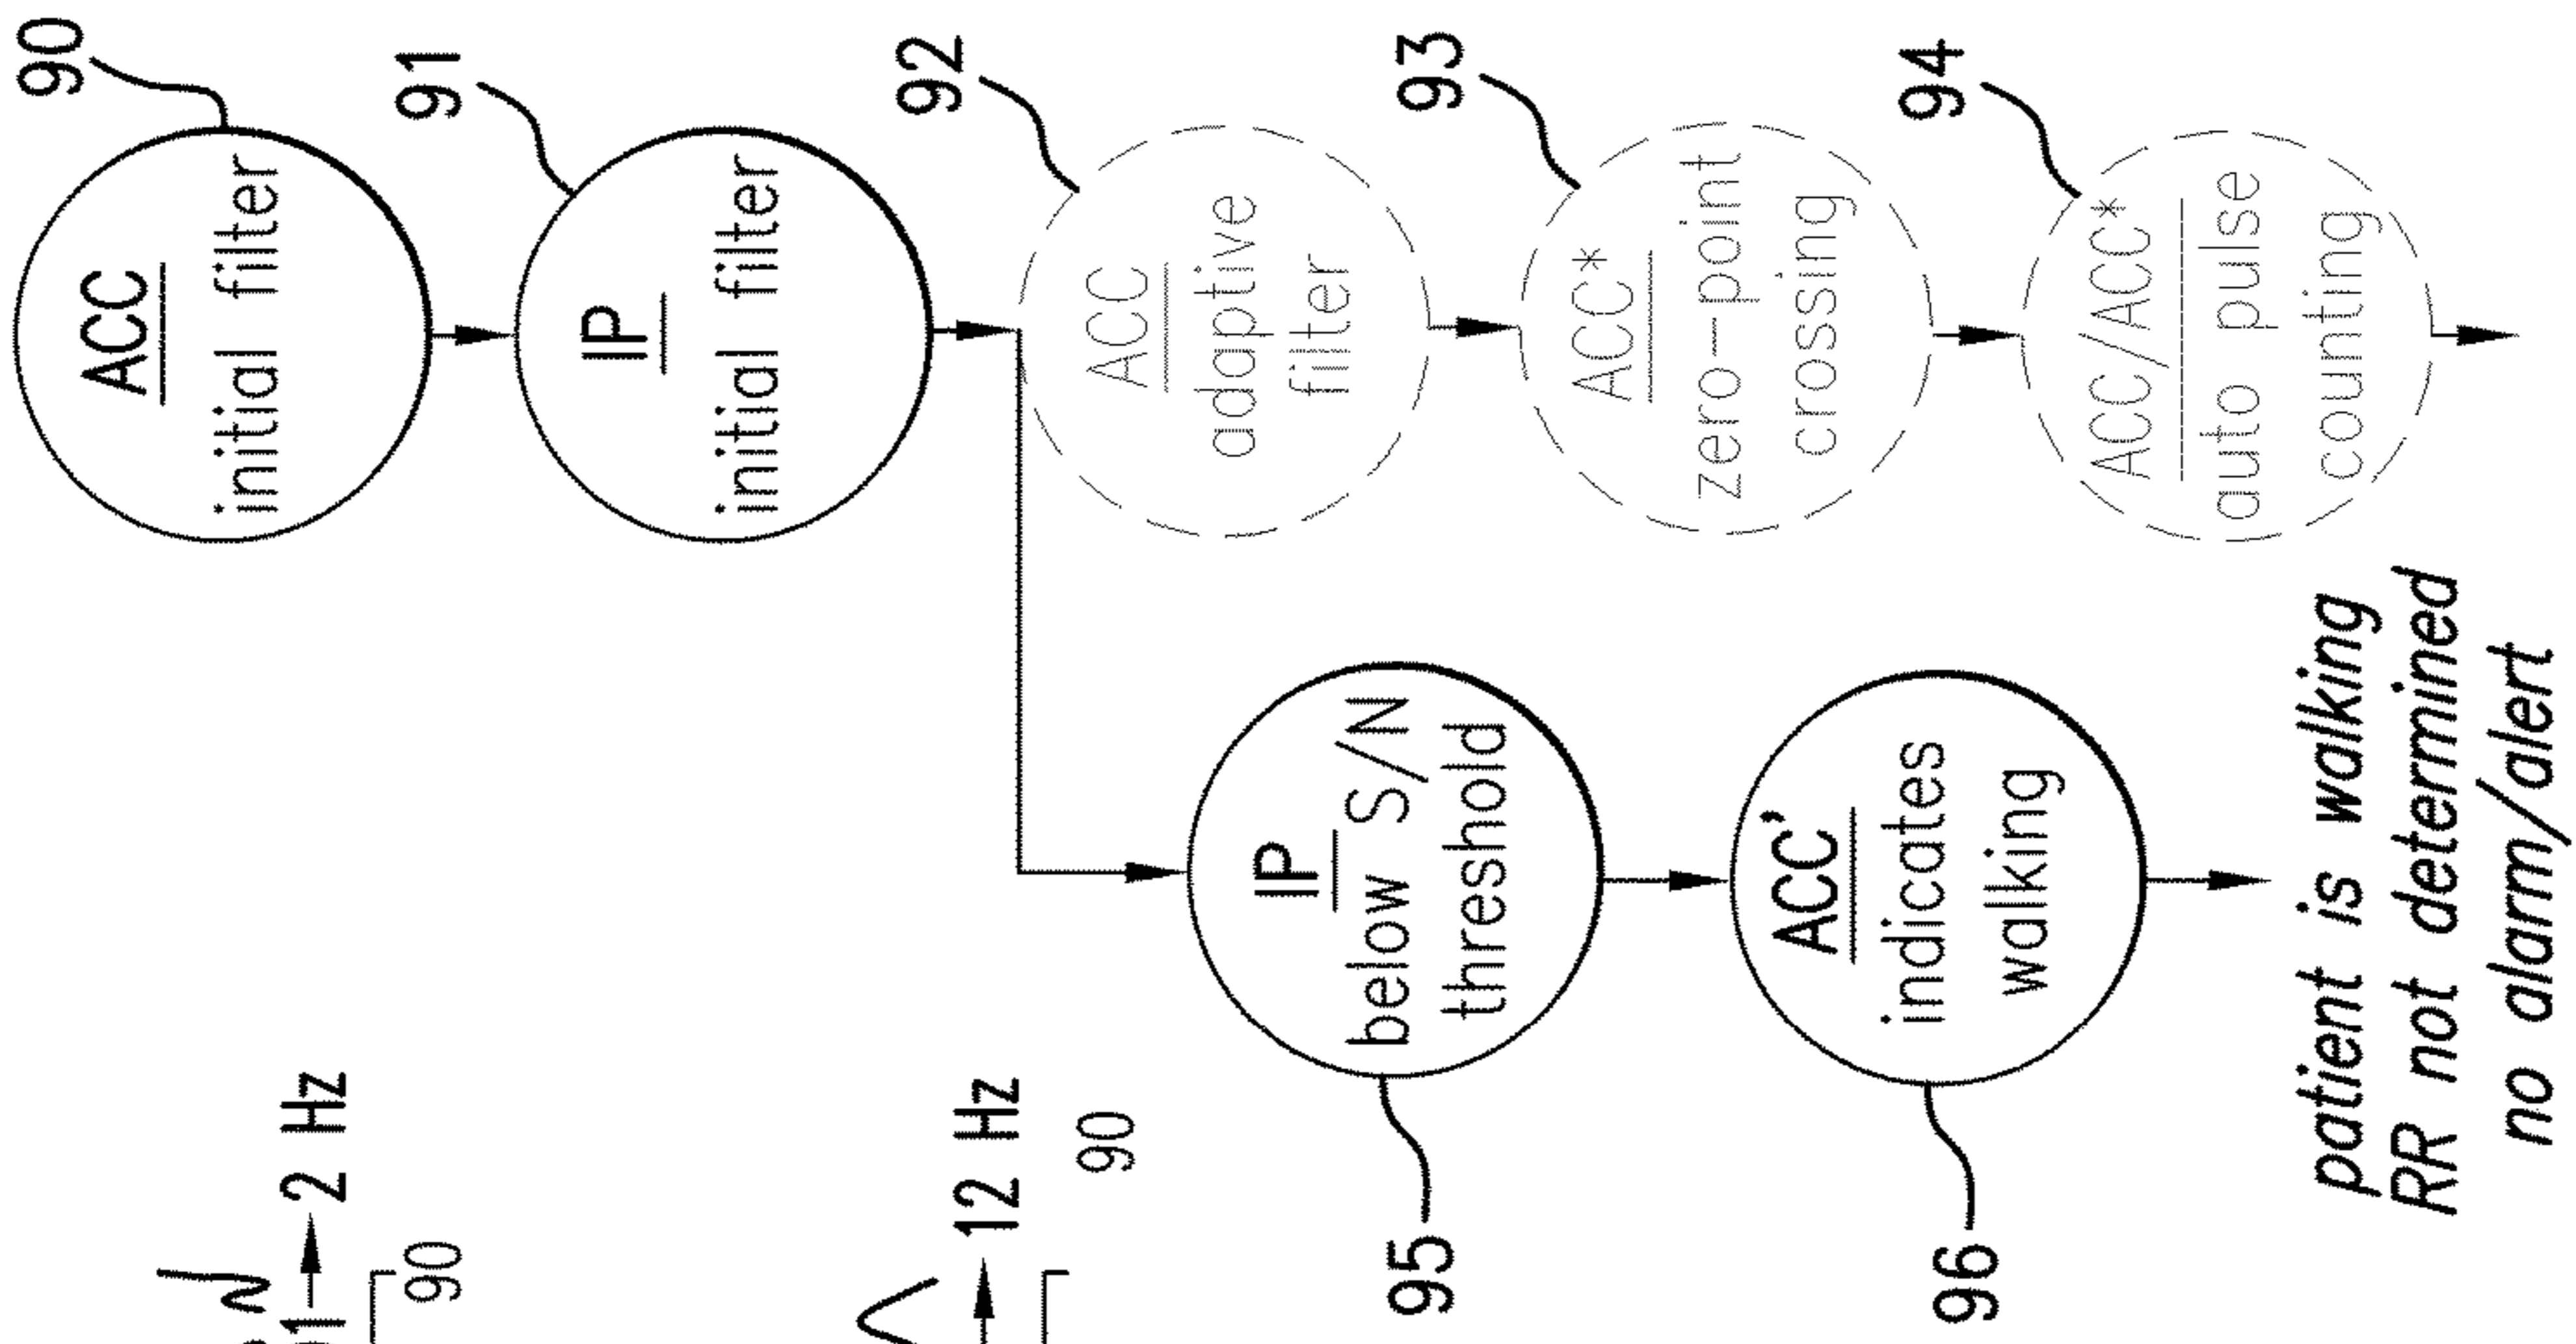 90
ACC
initial filter
91
IP
initial filter
2 Hz
90
92
ACC
adaptive
filter
93
ACC*
zero-point
crossing
94
ACC/ACC*
auto pulse
counting
12 Hz
90
95
IP
below S/N
threshold
96
ACC'
indicates
walking
patient is walking
RR not determined
no alarm/alert